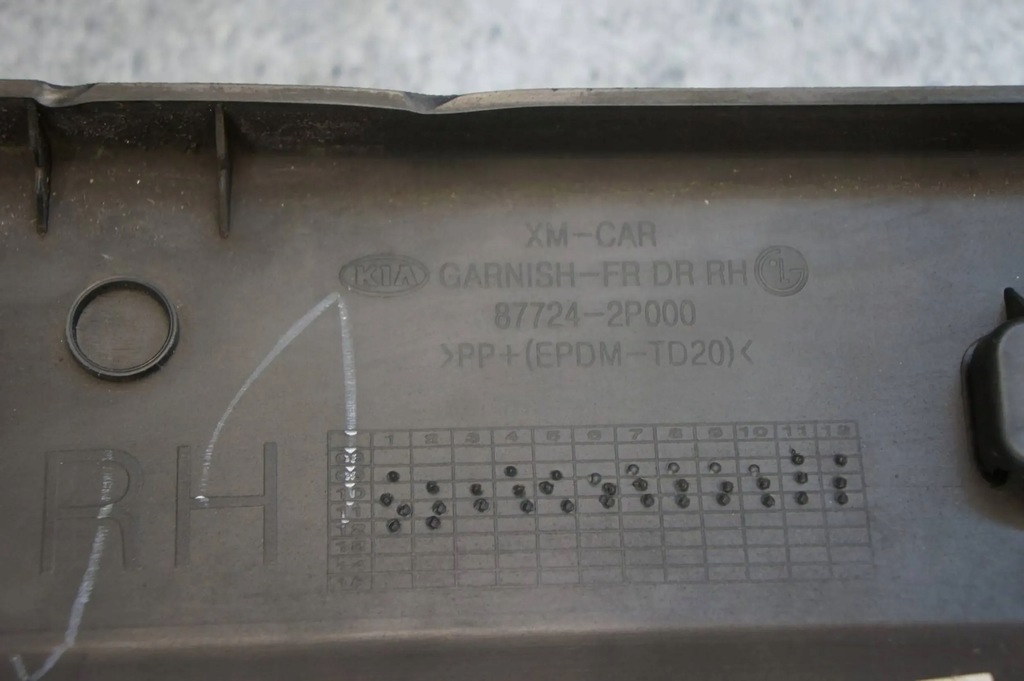 XM-CAR
KIA GARNISH-FR DR RH LG
87724-2P000
>PP+(EPDM-TD20)<
RH
1 2 3 4 5 6 7 8 9 10 11 12